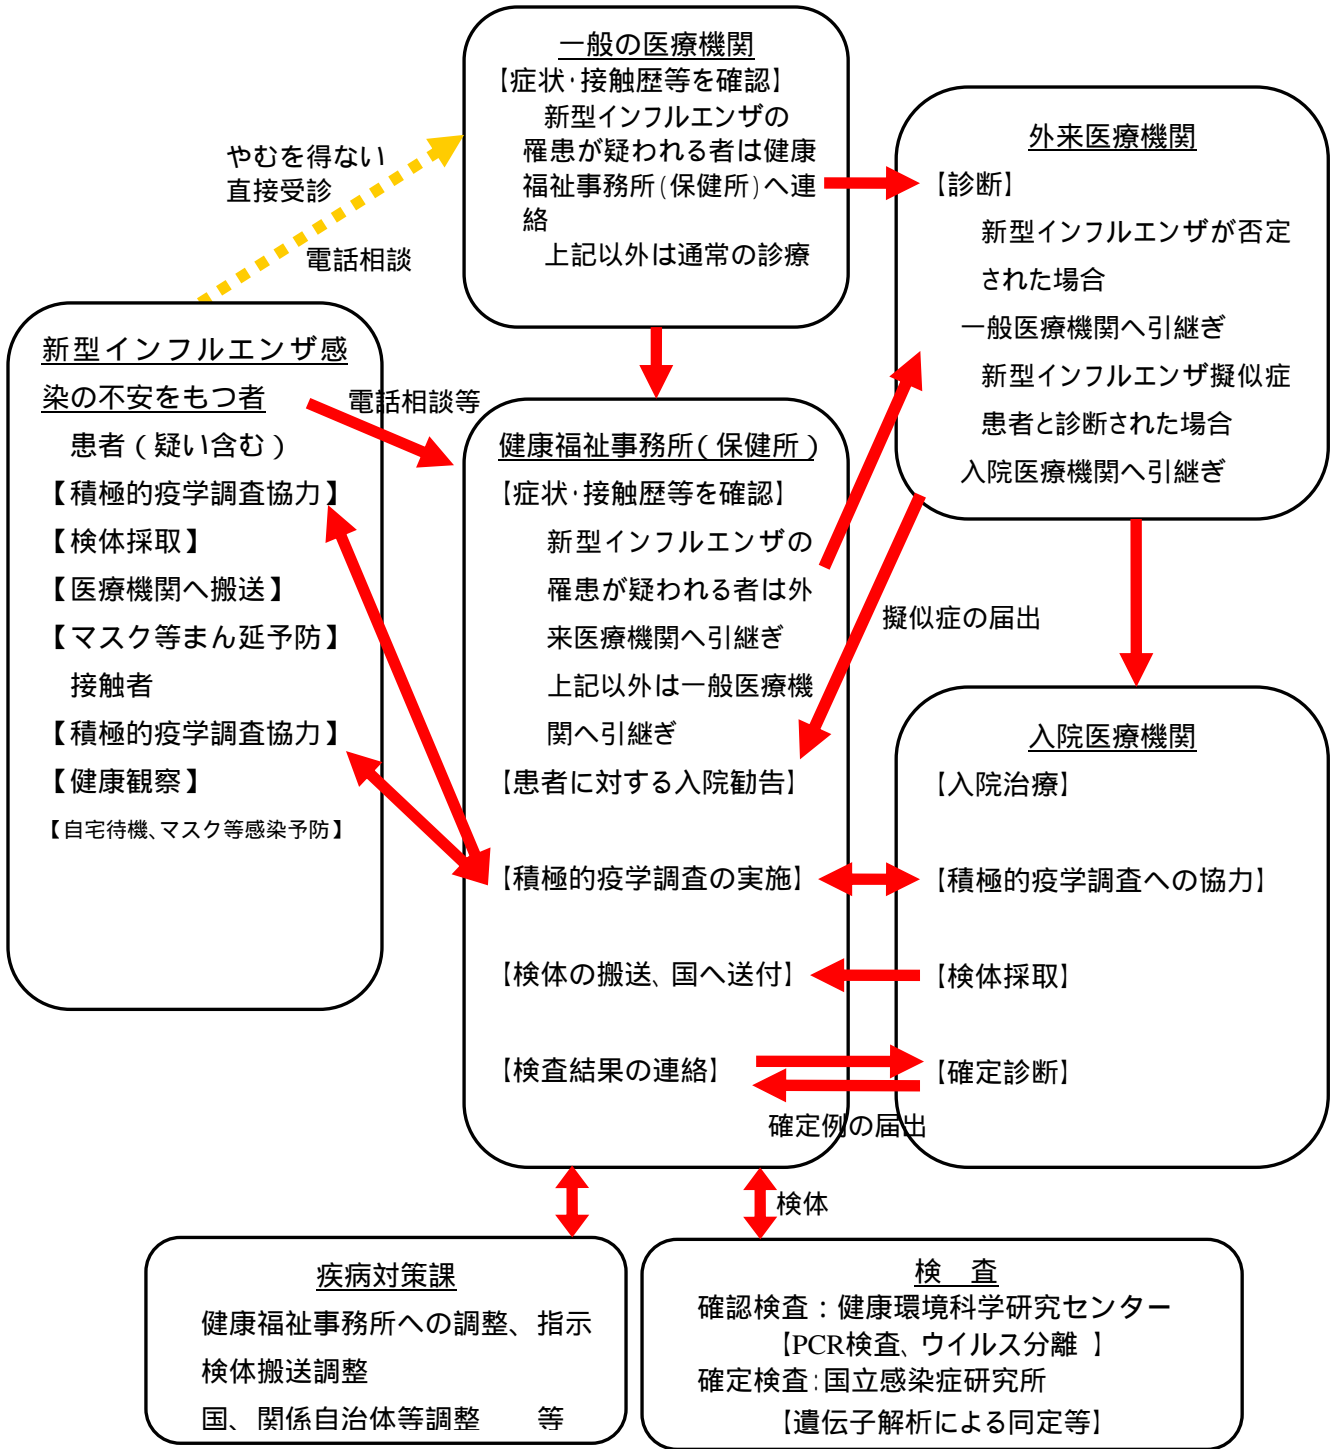 一般の医療機関
【症状・接触歴等を確認】
新型インフルエンザの
罹患が疑われる者は健康
福祉事務所(保健所)へ連
絡
上記以外は通常の診療
やむを得ない
直接受診
電話相談
外来医療機関
【診断】
新型インフルエンザが否定
された場合
一般医療機関へ引継ぎ
新型インフルエンザ擬似症
患者と診断された場合
入院医療機関へ引継ぎ
新型インフルエンザ感
染の不安をもつ者
患者（疑い含む）
【積極的疫学調査協力】
【検体採取】
【医療機関へ搬送】
【マスク等まん延予防】
接触者
【積極的疫学調査協力】
【健康観察】
【自宅待機、マスク等感染予防】
電話相談等
健康福祉事務所(保健所)
【症状・接触歴等を確認】
新型インフルエンザの
罹患が疑われる者は外
来医療機関へ引継ぎ
上記以外は一般医療機
関へ引継ぎ
【患者に対する入院勧告】
【積極的疫学調査の実施】
【検体の搬送、国へ送付】
【検査結果の連絡】
擬似症の届出
入院医療機関
【入院治療】
【積極的疫学調査への協力】
【検体採取】
【確定診断】
確定例の届出
検体
疾病対策課
健康福祉事務所への調整、指示
検体搬送調整
国、関係自治体等調整　等
検　査
確認検査：健康環境科学研究センター
【PCR検査、ウイルス分離 】
確定検査：国立感染症研究所
【遺伝子解析による同定等】